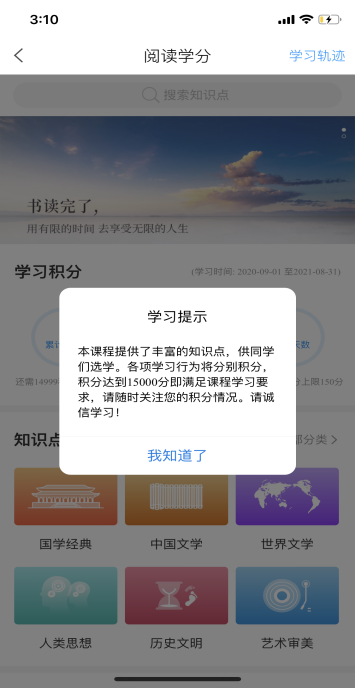 3:10
阅读学分
学习轨迹
搜索知识点
书读完了,
用有限的时间 去享受无限的人生
学习积分
(学习时间: 2020-09-01 至2021-08-31)
学习提示
本课程提供了丰富的知识点，供同学
们选学。各项学习行为将分别积分，
积分达到15000分即满足课程学习要
求，请随时关注您的积分情况。请诚
信学习！
我知道了
累
天数
还需14999
分上限150分
知识点
部分类
国学经典
中国文学
世界文学
人类思想
历史文明
艺术审美